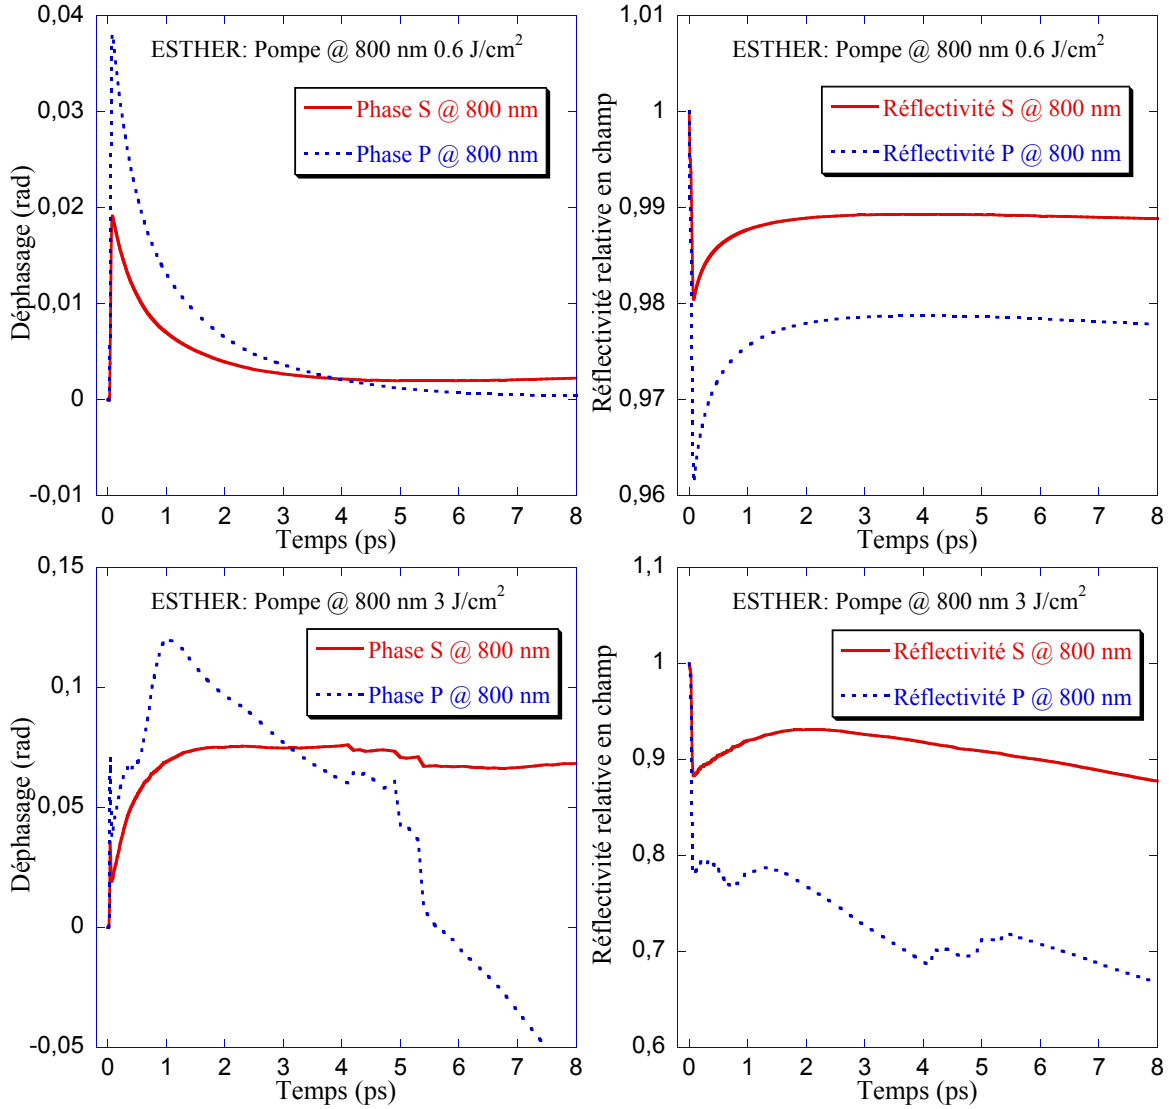 ESTHER: Pompe @ 800 nm 0.6 J/cm²
Phase S @ 800 nm
Phase P @ 800 nm
Déphasage (rad)
0,04
0,03
0,02
0,01
0
-0,01
0 1 2 3 4 5 6 7 8
Temps (ps)
ESTHER: Pompe @ 800 nm 0.6 J/cm²
Réflectivité S @ 800 nm
Réflectivité P @ 800 nm
Réflectivité relative en champ
1,01
1
0,99
0,98
0,97
0,96
0 1 2 3 4 5 6 7 8
Temps (ps)
ESTHER: Pompe @ 800 nm 3 J/cm²
Phase S @ 800 nm
Phase P @ 800 nm
Déphasage (rad)
0,15
0,1
0,05
0
-0,05
0 1 2 3 4 5 6 7 8
Temps (ps)
ESTHER: Pompe @ 800 nm 3 J/cm²
Réflectivité S @ 800 nm
Réflectivité P @ 800 nm
Réflectivité relative en champ
1,1
1
0,9
0,8
0,7
0,6
0 1 2 3 4 5 6 7 8
Temps (ps)